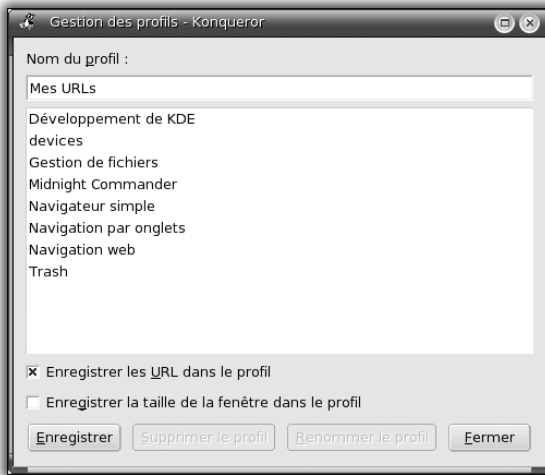 Gestion des profils - Konqueror
Nom du profil :
Mes URLs
Développement de KDE
devices
Gestion de fichiers
Midnight Commander
Navigateur simple
Navigation par onglets
Navigation web
Trash
Enregistrer les URL dans le profil
Enregistrer la taille de la fenêtre dans le profil
Enregistrer Supprimer le profil Renommer le profil Fermer